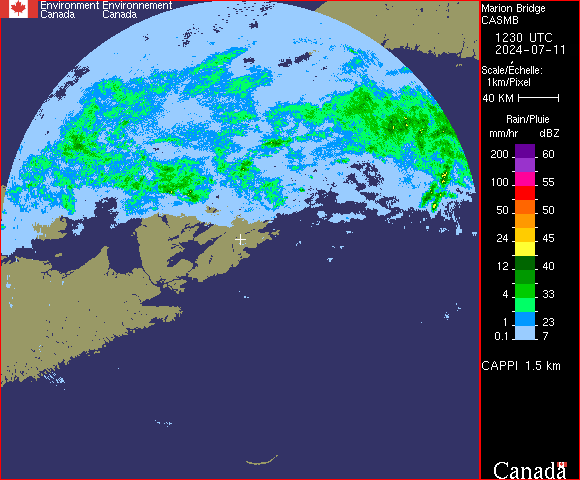 Environment Environnement
Canada Canada
Marion Bridge
CASMB
1230 UTC
2024-07-11
Scale/Échelle:
1km/Pixel
40 KM
Rain/Pluie
mm/hr dBZ
200 60
100 55
50 50
24 45
12 40
4 33
1 23
0.1 7
CAPPI 1.5 km
Canada